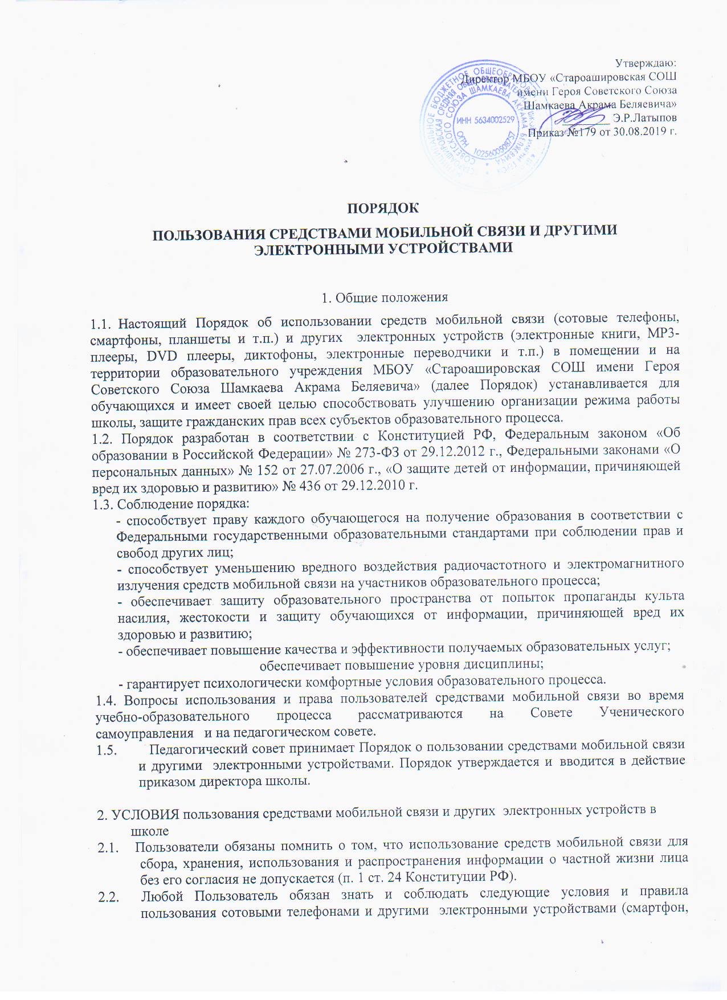 Утверждаю:
Директор МБОУ «Староашировская СОШ
имени Героя Советского Союза
Шамкаева Акрама Беляевича»
Э.Р.Латыпов
Приказ №179 от 30.08.2019 г.
ИНН 5634002529
ОГРН 1025600508757
ПОРЯДОК
ПОЛЬЗОВАНИЯ СРЕДСТВАМИ МОБИЛЬНОЙ СВЯЗИ И ДРУГИМИ
ЭЛЕКТРОННЫМИ УСТРОЙСТВАМИ
1. Общие положения
1.1. Настоящий Порядок об использовании средств мобильной связи (сотовые телефоны,
смартфоны, планшеты и т.п.) и других электронных устройств (электронные книги, МР3-
плееры, DVD плееры, диктофоны, электронные переводчики и т.п.) в помещении и на
территории образовательного учреждения МБОУ «Староашировская СОШ имени Героя
Советского Союза Шамкаева Акрама Беляевича» (далее Порядок) устанавливается для
обучающихся и имеет своей целью способствовать улучшению организации режима работы
школы, защите гражданских прав всех субъектов образовательного процесса.
1.2. Порядок разработан в соответствии с Конституцией РФ, Федеральным законом «Об
образовании в Российской Федерации» № 273-ФЗ от 29.12.2012 г., Федеральными законами «О
персональных данных» № 152 от 27.07.2006 г., «О защите детей от информации, причиняющей
вред их здоровью и развитию» № 436 от 29.12.2010 г.
1.3. Соблюдение порядка:
- способствует праву каждого обучающегося на получение образования в соответствии с
Федеральными государственными образовательными стандартами при соблюдении прав и
свобод других лиц;
- способствует уменьшению вредного воздействия радиочастотного и электромагнитного
излучения средств мобильной связи на участников образовательного процесса;
- обеспечивает защиту образовательного пространства от попыток пропаганды культа
насилия, жестокости и защиту обучающихся от информации, причиняющей вред их
здоровью и развитию;
- обеспечивает повышение качества и эффективности получаемых образовательных услуг;
обеспечивает повышение уровня дисциплины;
- гарантирует психологически комфортные условия образовательного процесса.
1.4. Вопросы использования и права пользователей средствами мобильной связи во время
учебно-образовательного процесса рассматриваются на Совете Ученического
самоуправления и на педагогическом совете.
1.5. Педагогический совет принимает Порядок о пользовании средствами мобильной связи
и другими электронными устройствами. Порядок утверждается и вводится в действие
приказом директора школы.
2. УСЛОВИЯ пользования средствами мобильной связи и других электронных устройств в
школе
2.1. Пользователи обязаны помнить о том, что использование средств мобильной связи для
сбора, хранения, использования и распространения информации о частной жизни лица
без его согласия не допускается (п. 1 ст. 24 Конституции РФ).
2.2. Любой Пользователь обязан знать и соблюдать следующие условия и правила
пользования сотовыми телефонами и другими электронными устройствами (смартфон,